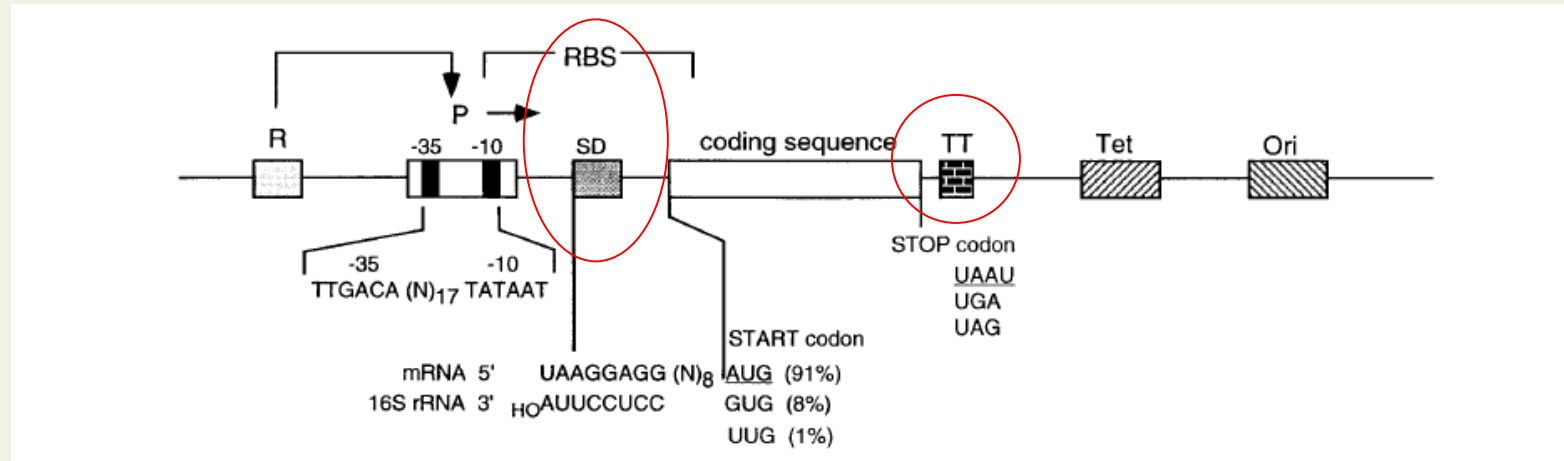 RBS
P
R
-35 -10
SD
coding sequence
TT
Tet
Ori
-35 -10
TTGACA (N)17 TATAAT
STOP codon
UAAU
UGA
UAG
START codon
mRNA 5' UAAGGAGG (N)8 AUG (91%)
16S rRNA 3' HOAUUCCUCC GUG (8%)
UUG (1%)